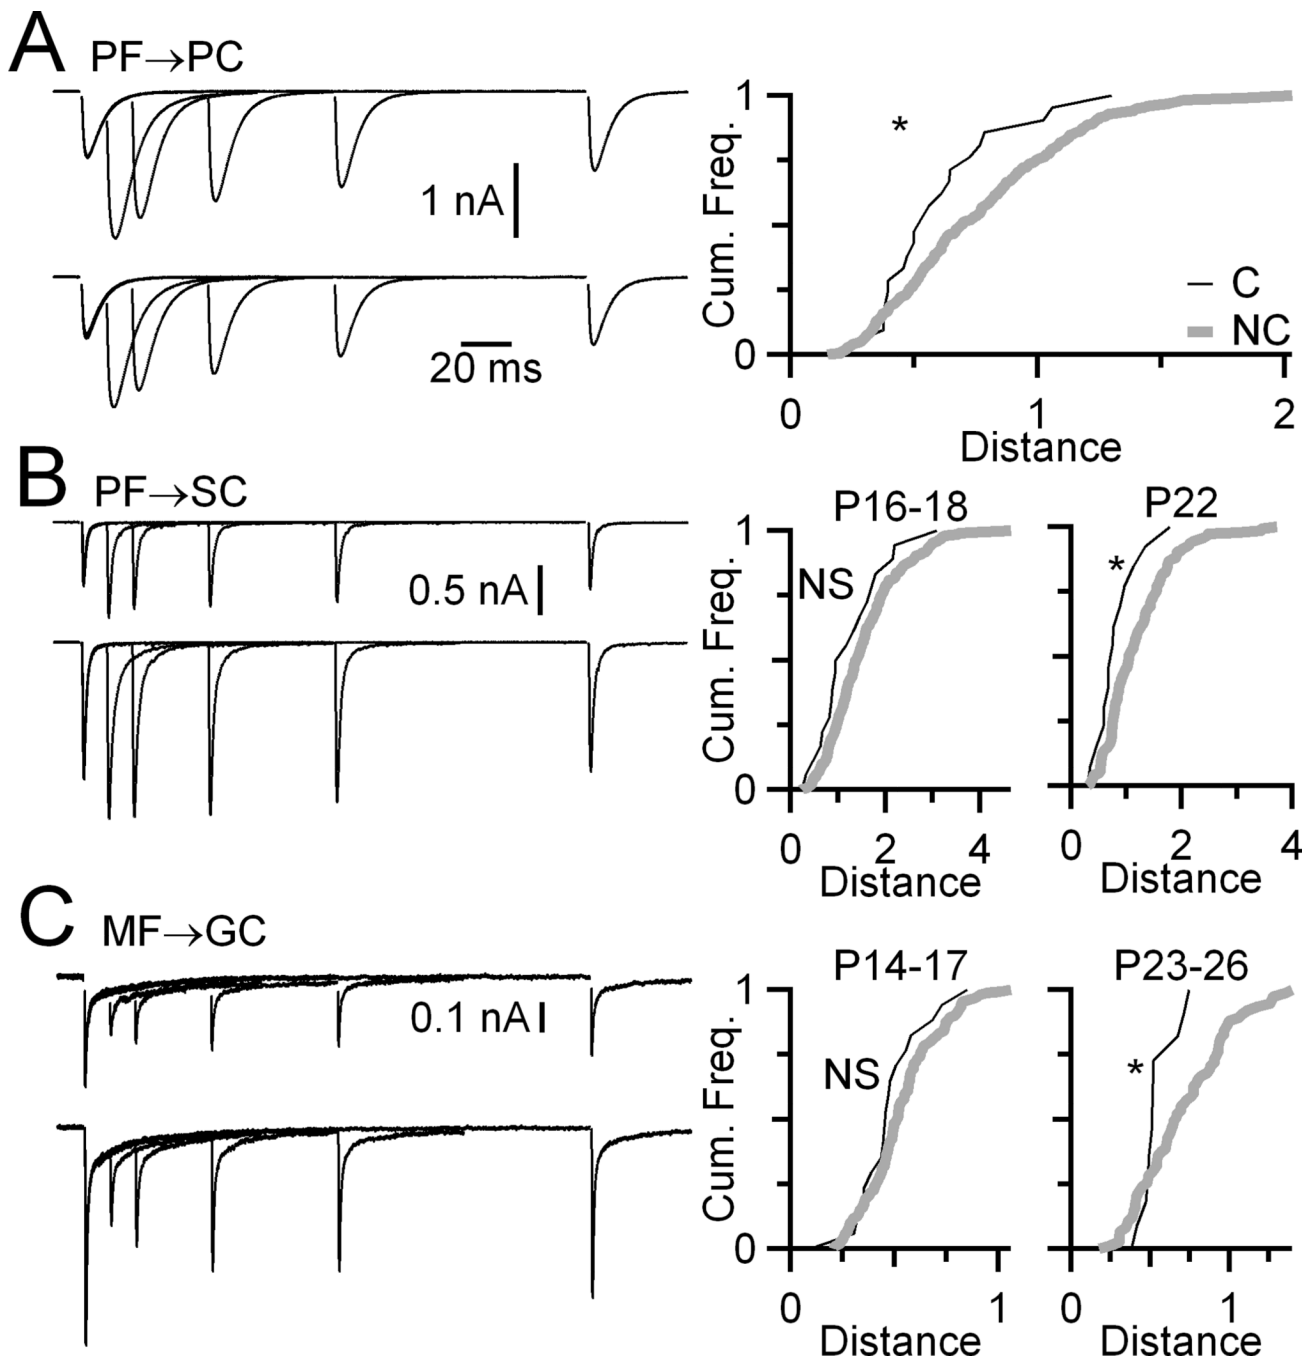 A
PF→PC
1 nA
20 ms
1
Cum. Freq.
0
*
C
NC
0 1 2
Distance
B
PF→SC
0.5 nA
P16-18
1
Cum. Freq.
0
NS
0 2 4
Distance
P22
*
0 2 4
Distance
C
MF→GC
0.1 nA
P14-17
1
Cum. Freq.
0
NS
0 1
Distance
P23-26
*
0 1
Distance